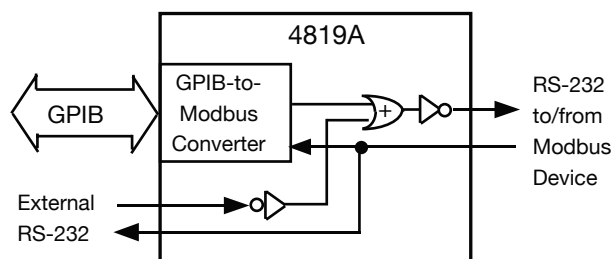 4819A
GPIB
GPIB-to-
Modbus
Converter
+
RS-232
to/from
Modbus
Device
External
RS-232